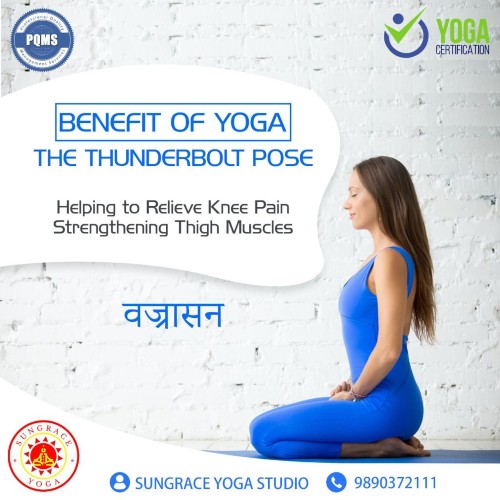 PQMS
YOGA
CERTIFICATION
BENEFIT OF YOGA
THE THUNDERBOLT POSE
Helping to Relieve Knee Pain
Strengthening Thigh Muscles
वज्रासन
SUNGRACE
YOGA
SUNGRACE YOGA STUDIO
9890372111